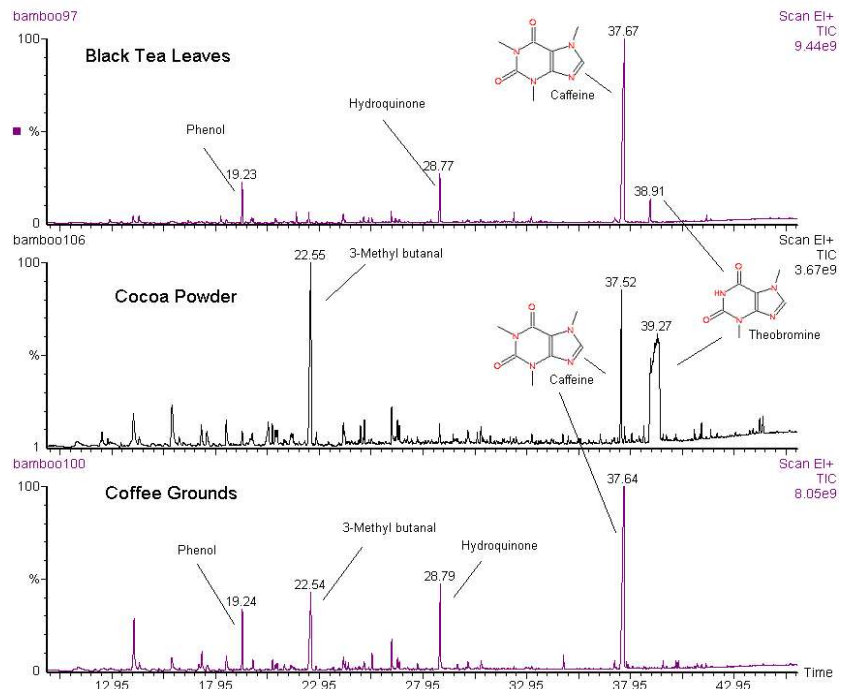 bamboo97
Scan EI+
TIC
9.44e9
Black Tea Leaves
100
%
0
Phenol
19.23
Hydroquinone
28.77
O
N
N
O
N
N
Caffeine
37.67
38.91
bamboo106
Scan EI+
TIC
3.67e9
Cocoa Powder
100
%
1
22.55
3-Methyl butanal
O
N
N
O
N
N
Caffeine
37.52
39.27
O
HN
N
O
N
N
Theobromine
bamboo100
Scan EI+
TIC
8.05e9
Coffee Grounds
100
%
0
Phenol
19.24
3-Methyl butanal
22.54
Hydroquinone
28.79
37.64
Time
12.95
17.95
22.95
27.95
32.95
37.95
42.95